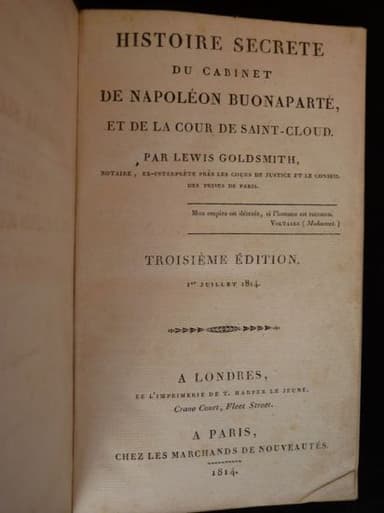 HISTOIRE SECRETE
DU CABINET
DE NAPOLÉON BUONAPARTÉ,
ET DE LA COUR DE SAINT-CLOUD.
PAR LEWIS GOLDSMITH,
NOTAIRE, EX-INTERPRÈTE PRÈS LES COURS DE JUSTICE ET LE CONSEIL
DES PRISES DE PARIS.
Mon empire est détruit, si l'homme est reconnu.
VOLTAIRE (Mahomet.)
TROISIÈME ÉDITION.
1er JUILLET 1814.
A LONDRES,
DE L'IMPRIMERIE DE T. HARPER LE JEUNE.
Crane Court, Fleet Street.
A PARIS,
CHEZ LES MARCHANDS DE NOUVEAUTÉS.
1814.